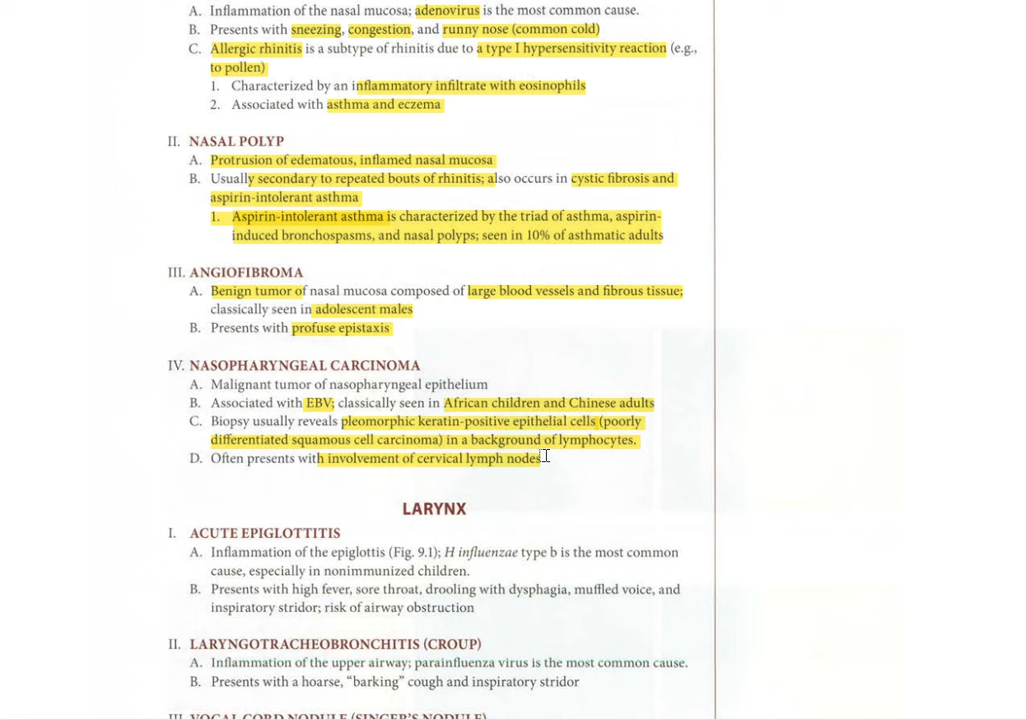 A. Inflammation of the nasal mucosa; adenovirus is the most common cause.
B. Presents with sneezing, congestion, and runny nose (common cold)
C. Allergic rhinitis is a subtype of rhinitis due to a type I hypersensitivity reaction (e.g.,
to pollen)
1. Characterized by an inflammatory infiltrate with eosinophils
2. Associated with asthma and eczema
II. NASAL POLYP
A. Protrusion of edematous, inflamed nasal mucosa
B. Usually secondary to repeated bouts of rhinitis; also occurs in cystic fibrosis and
aspirin-intolerant asthma
1. Aspirin-intolerant asthma is characterized by the triad of asthma, aspirin-
induced bronchospasms, and nasal polyps; seen in 10% of asthmatic adults
III. ANGIOFIBROMA
A. Benign tumor of nasal mucosa composed of large blood vessels and fibrous tissue;
classically seen in adolescent males
B. Presents with profuse epistaxis
IV. NASOPHARYNGEAL CARCINOMA
A. Malignant tumor of nasopharyngeal epithelium
B. Associated with EBV; classically seen in African children and Chinese adults
C. Biopsy usually reveals pleomorphic keratin-positive epithelial cells (poorly
differentiated squamous cell carcinoma) in a background of lymphocytes.
D. Often presents with involvement of cervical lymph nodes
LARYNX
I. ACUTE EPIGLOTTITIS
A. Inflammation of the epiglottis (Fig. 9.1); H influenzae type b is the most common
cause, especially in nonimmunized children.
B. Presents with high fever, sore throat, drooling with dysphagia, muffled voice, and
inspiratory stridor; risk of airway obstruction
II. LARYNGOTRACHEOBRONCHITIS (CROUP)
A. Inflammation of the upper airway; parainfluenza virus is the most common cause.
B. Presents with a hoarse, “barking” cough and inspiratory stridor
III. VOCAL CORD NODULE (SINGER'S NODULE)